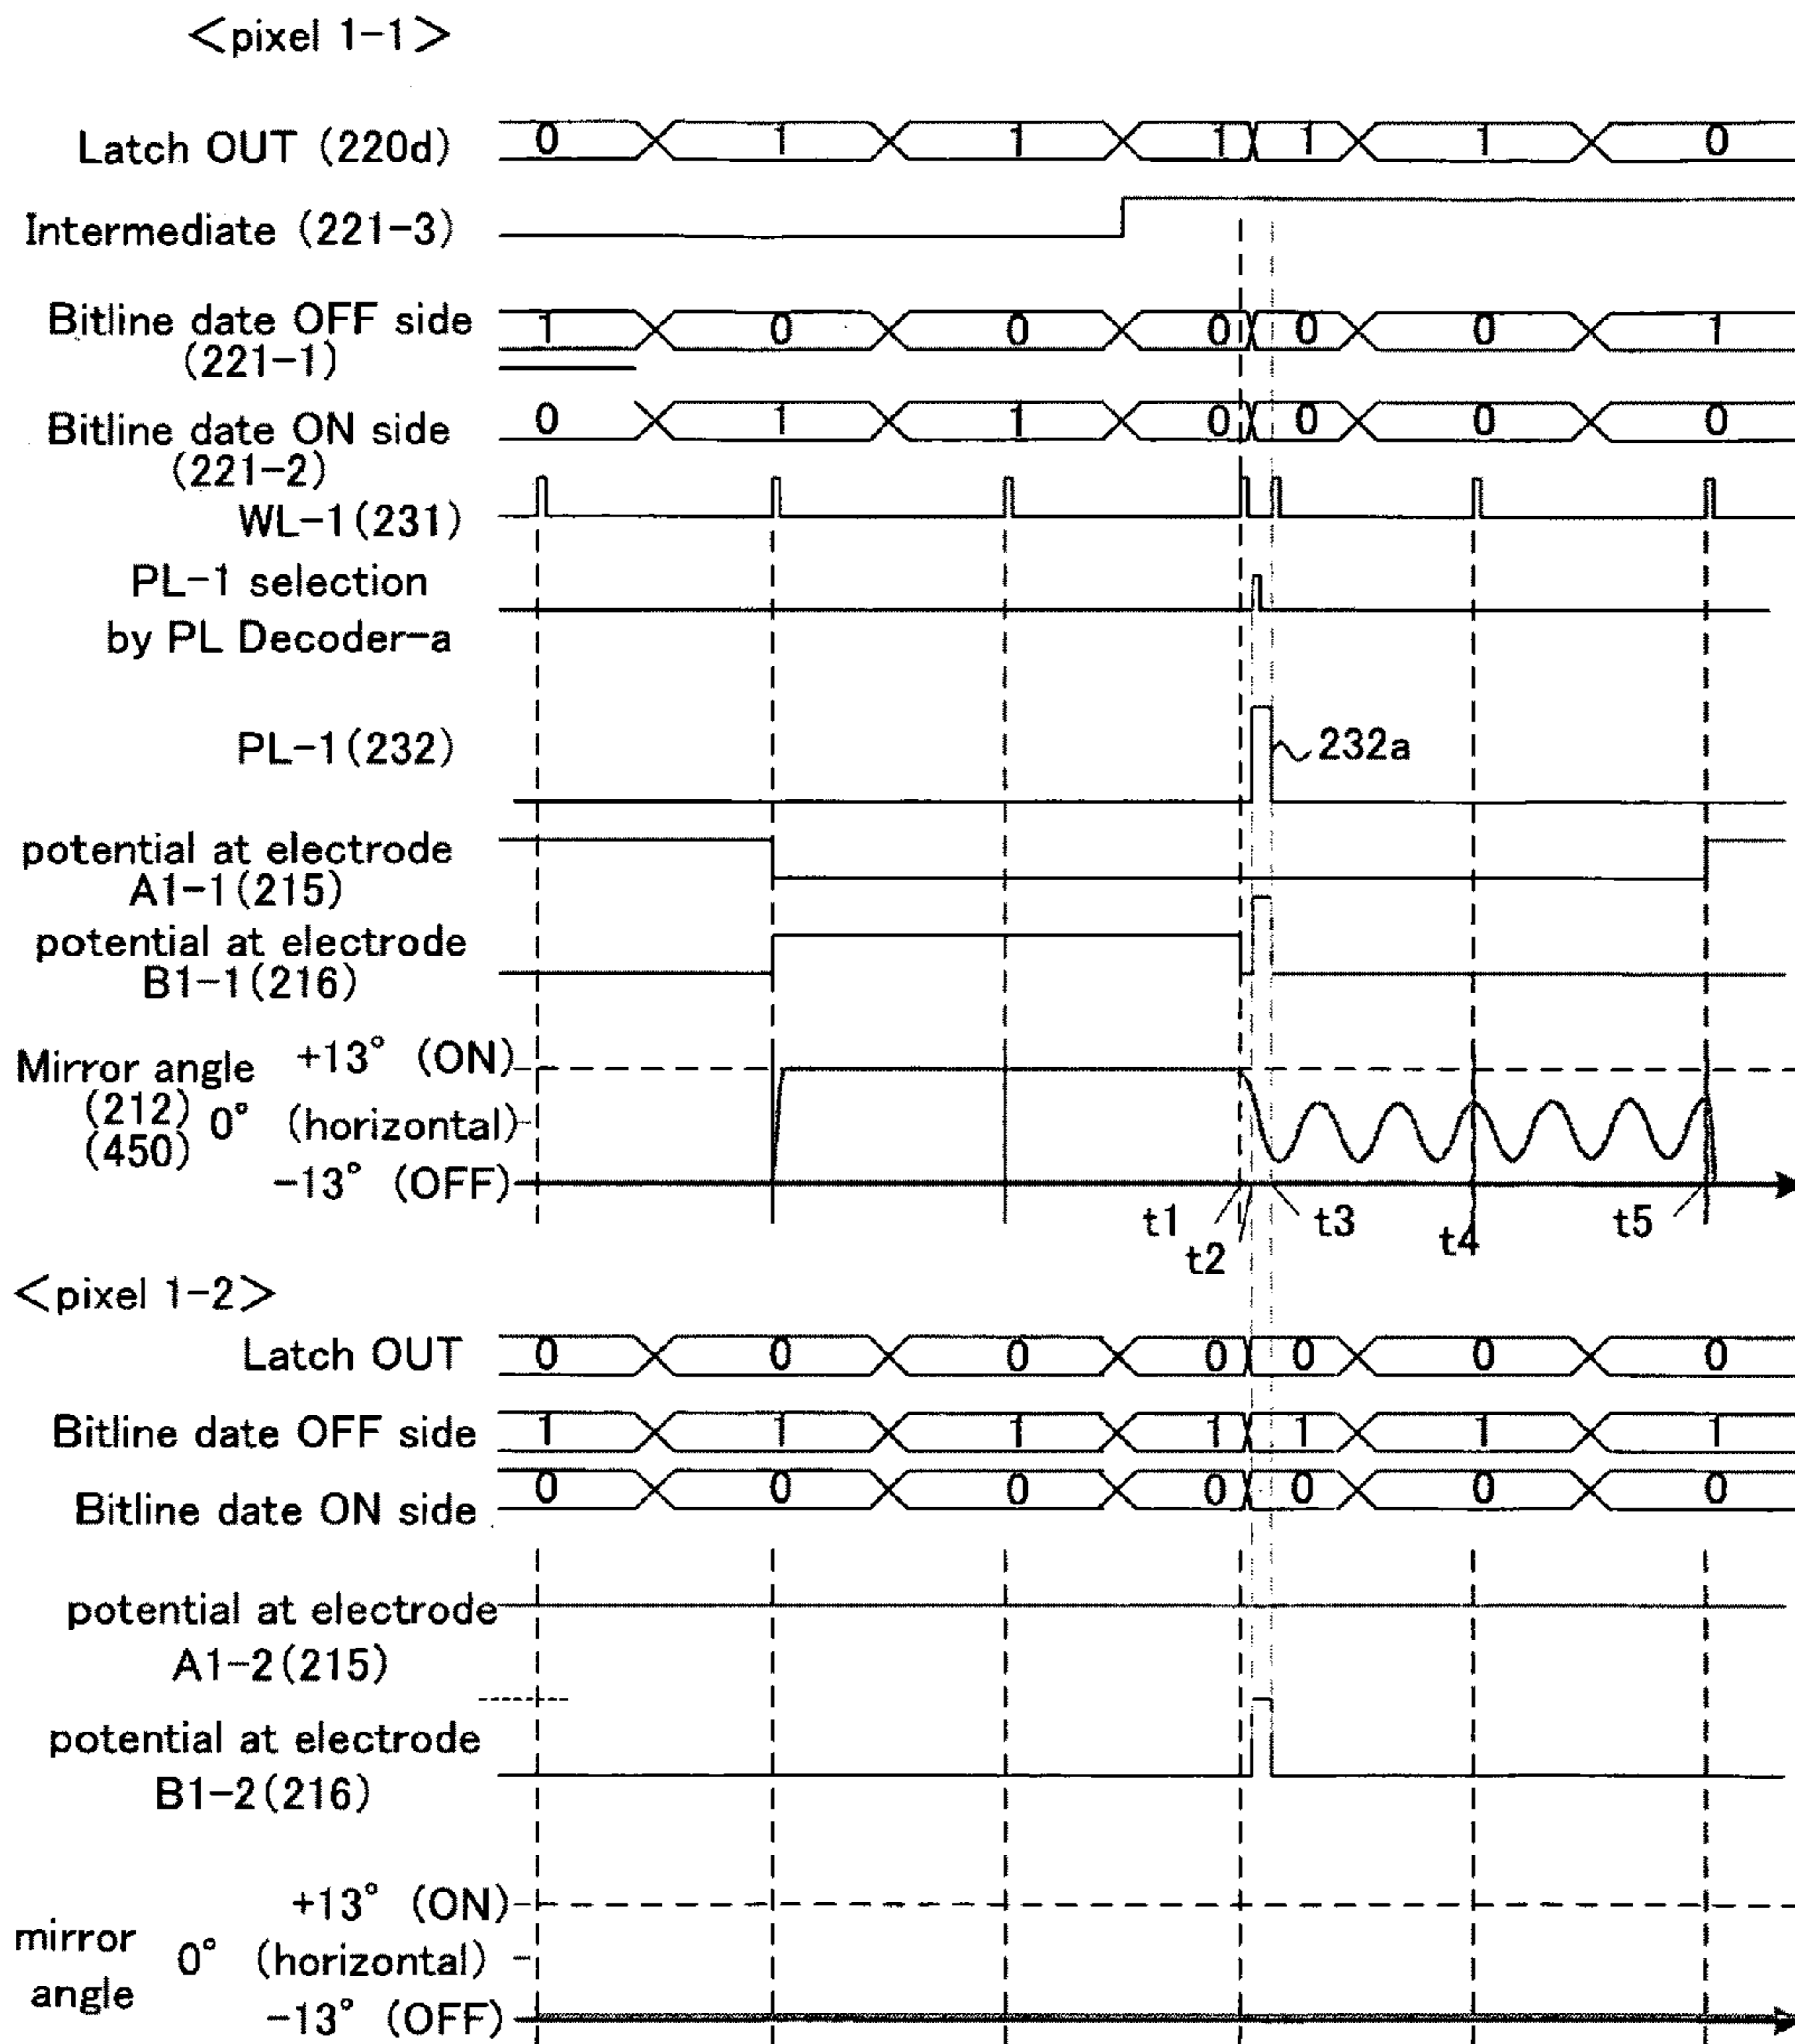 <pixel 1-1>
Latch OUT (220d) 0 1 1 1 1 1 0
Intermediate (221-3)
Bitline date OFF side 1 0 0 0 0 0 1
(221-1)
Bitline date ON side 0 1 1 0 0 0 0
(221-2)
WL-1(231)
PL-1 selection
by PL Decoder-a
PL-1(232) 232a
potential at electrode
A1-1(215)
potential at electrode
B1-1(216)
Mirror angle +13° (ON)
(212) 0° (horizontal)
(450)
-13° (OFF)
t1 t2 t3 t4 t5
<pixel 1-2>
Latch OUT 0 0 0 0 0 0 0
Bitline date OFF side 1 1 1 1 1 1 1
Bitline date ON side 0 0 0 0 0 0 0
potential at electrode
A1-2(215)
potential at electrode
B1-2(216)
+13° (ON)
mirror 0° (horizontal)
angle
-13° (OFF)